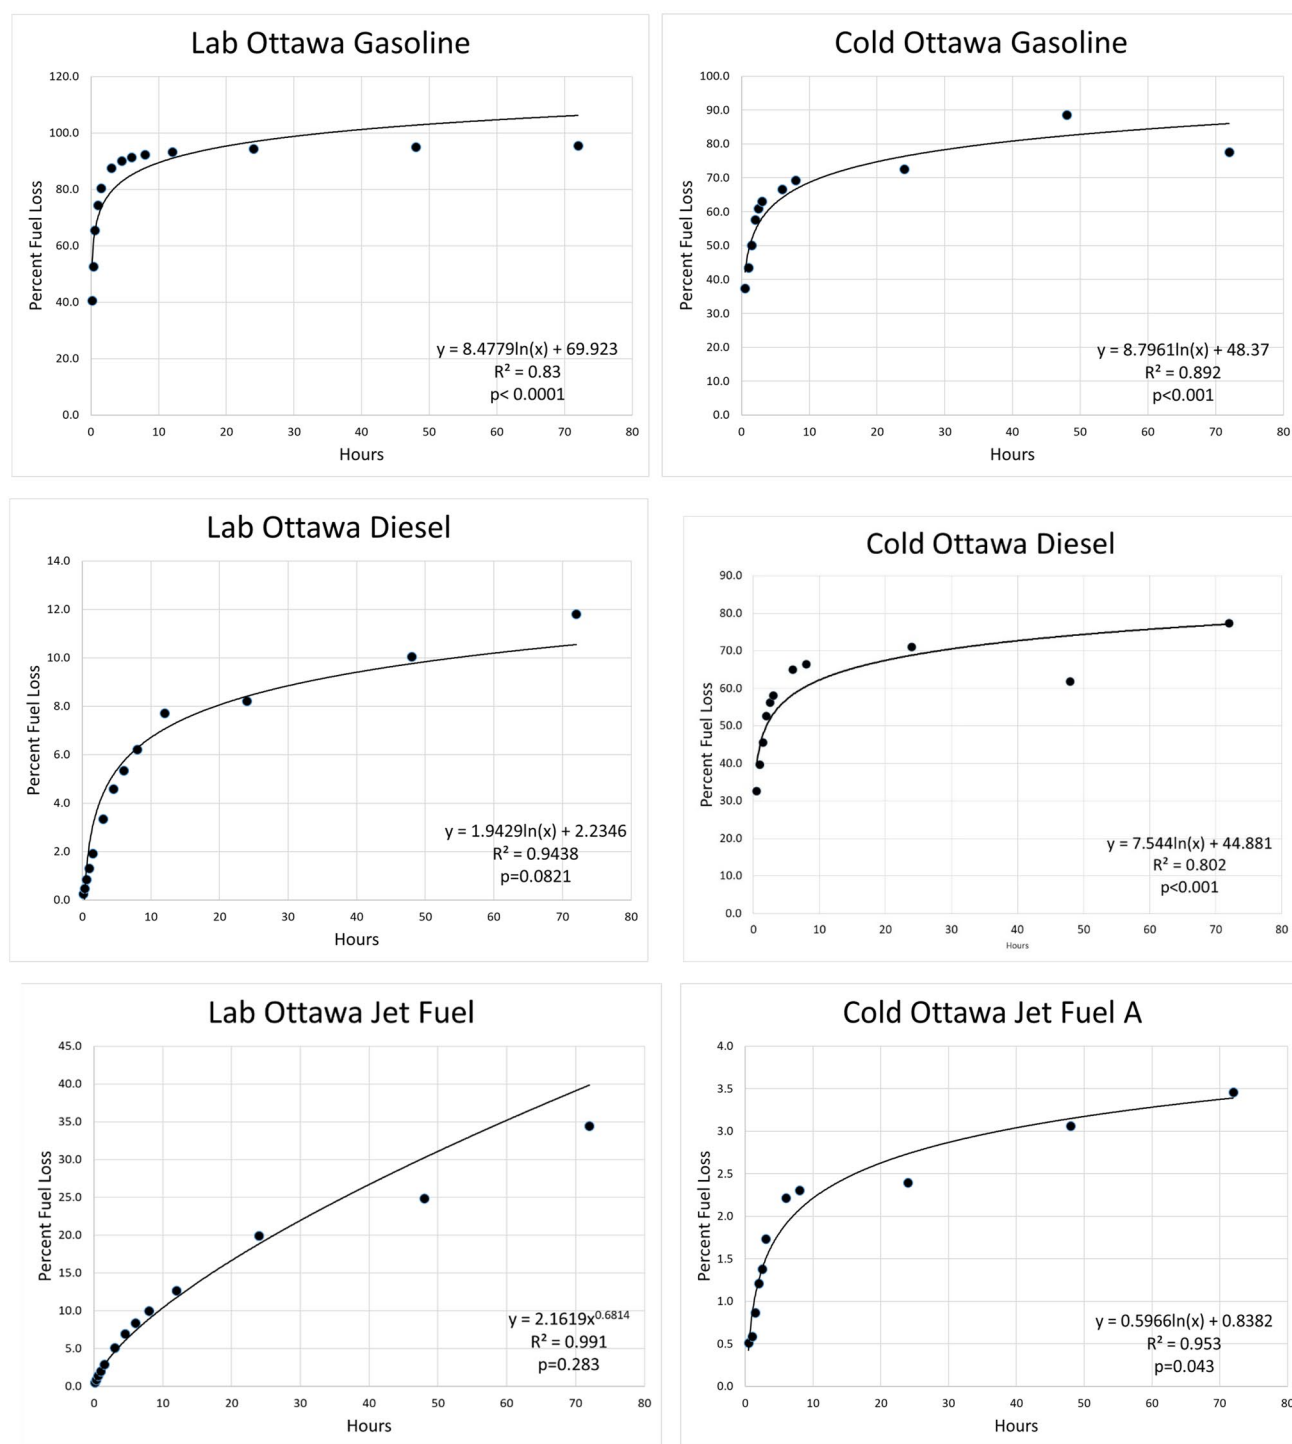 Lab Ottawa Gasoline
120.0
100.0
80.0
60.0
40.0
20.0
0.0
Percent Fuel Loss
y = 8.4779ln(x) + 69.923
R² = 0.83
p< 0.0001
0 10 20 30 40 50 60 70 80
Hours
Cold Ottawa Gasoline
100.0
90.0
80.0
70.0
60.0
50.0
40.0
30.0
20.0
10.0
0.0
Percent Fuel Loss
y = 8.7961ln(x) + 48.37
R² = 0.892
p<0.001
0 10 20 30 40 50 60 70 80
Hours
Lab Ottawa Diesel
14.0
12.0
10.0
8.0
6.0
4.0
2.0
0.0
Percent Fuel Loss
y = 1.9429ln(x) + 2.2346
R² = 0.9438
p=0.0821
0 10 20 30 40 50 60 70 80
Hours
Cold Ottawa Diesel
90.0
80.0
70.0
60.0
50.0
40.0
30.0
20.0
10.0
0.0
Percent Fuel Loss
y = 7.544ln(x) + 44.881
R² = 0.802
p<0.001
0 10 20 30 40 50 60 70 80
Hours
Lab Ottawa Jet Fuel
45.0
40.0
35.0
30.0
25.0
20.0
15.0
10.0
5.0
0.0
Percent Fuel Loss
y = 2.1619x^0.6814
R² = 0.991
p=0.283
0 10 20 30 40 50 60 70 80
Hours
Cold Ottawa Jet Fuel A
4.0
3.5
3.0
2.5
2.0
1.5
1.0
0.5
0.0
Percent Fuel Loss
y = 0.5966ln(x) + 0.8382
R² = 0.953
p=0.043
0 10 20 30 40 50 60 70 80
Hours